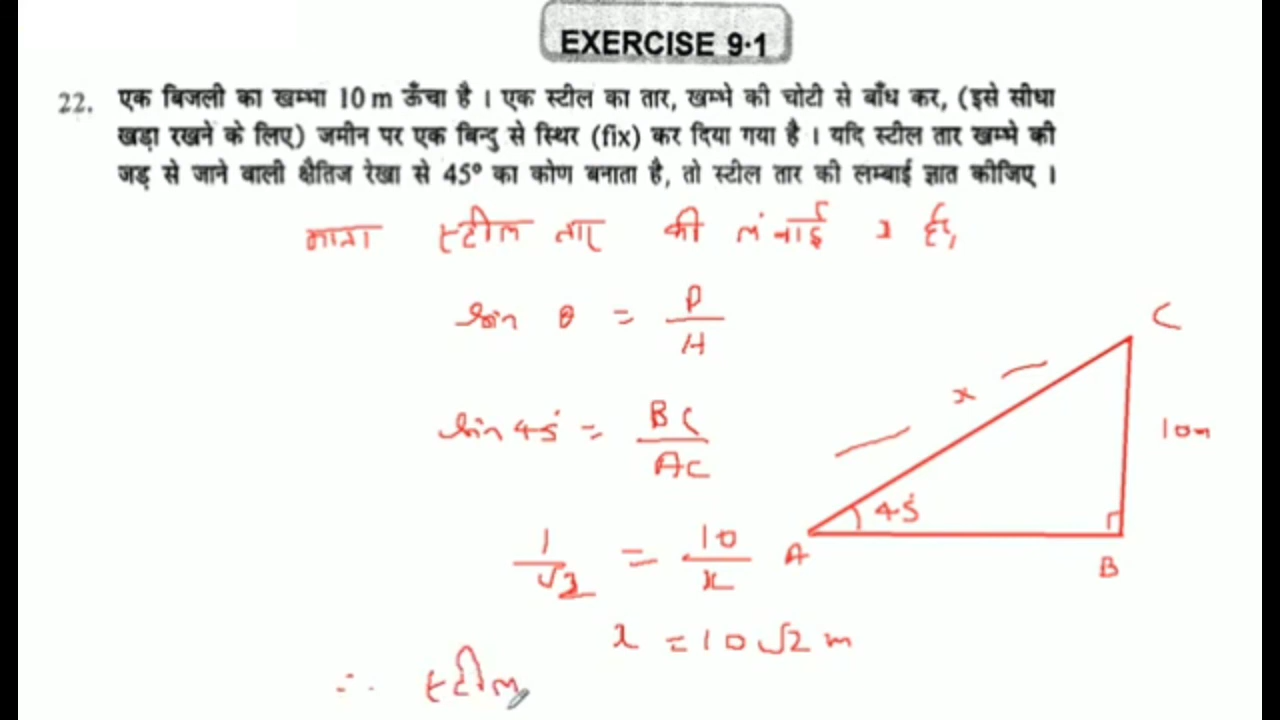 EXERCISE 9·1
22. एक बिजली का खम्भा 10 m ऊँचा है । एक स्टील का तार, खम्भे की चोटी से बाँध कर, (इसे सीधा
खड़ा रखने के लिए) जमीन पर एक बिन्दु से स्थिर (fix) कर दिया गया है । यदि स्टील तार खम्भे की
जड़ से जाने वाली क्षैतिज रेखा से 45° का कोण बनाता है, तो स्टील तार की लम्बाई ज्ञात कीजिए ।
माना स्टील तार की लंबाई x है,
sin θ = P/H
sin 45° = BC/AC
1/√2 = 10/x
x = 10√2 m
∴ स्टील
C
x
10m
45°
A
B